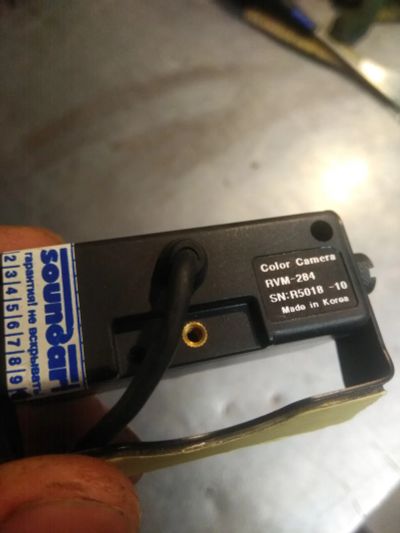 Color Camera
RVM-284
SN:R5018 -10
Made in Korea
soundar
гарантия! Не Вскрывать
2|3|4|5|6|7|8|9